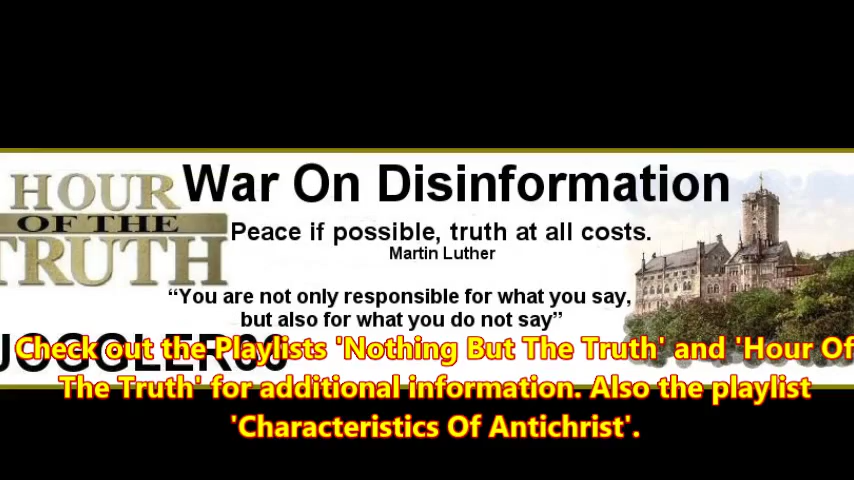 HOUR
OF THE
TRUTH
War On Disinformation
Peace if possible, truth at all costs.
Martin Luther
“You are not only responsible for what you say,
but also for what you do not say”
Check out the Playlists 'Nothing But The Truth' and 'Hour Of
The Truth' for additional information. Also the playlist
'Characteristics Of Antichrist'.